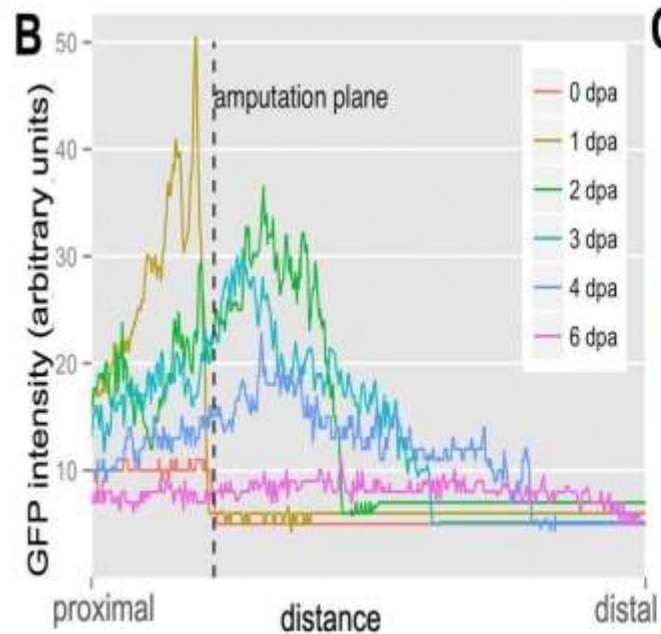 B
50
40
30
20
10
GFP intensity (arbitrary units)
amputation plane
0 dpa
1 dpa
2 dpa
3 dpa
4 dpa
6 dpa
proximal
distance
distal